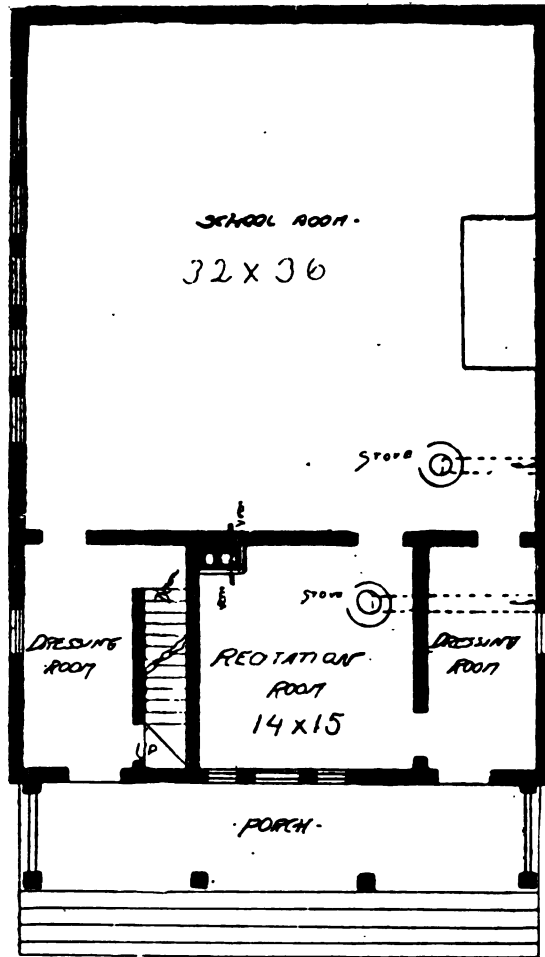 SCHOOL ROOM.
32 x 36
STOVE
STOVE
DRESSING
ROOM
RECITATION
ROOM
14 x 15
DRESSING
ROOM
UP
PORCH.